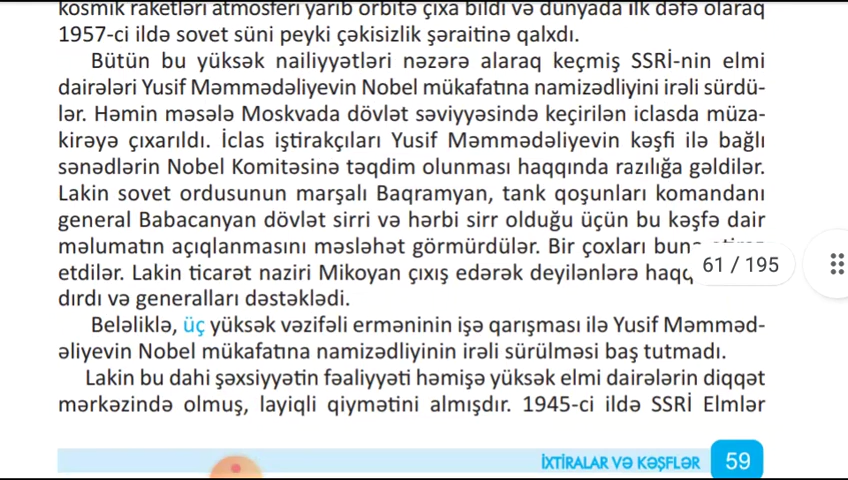 kosmik raketləri atmosferi yarıb orbitə çıxa bildi və dünyada ilk dəfə olaraq
1957-ci ildə sovet süni peyki çəkisizlik şəraitinə qalxdı.
Bütün bu yüksək nailiyyətləri nəzərə alaraq keçmiş SSRİ-nin elmi
dairələri Yusif Məmmədəliyevin Nobel mükafatına namizədliyini irəli sürdü-
lər. Həmin məsələ Moskvada dövlət səviyyəsində keçirilən iclasda müza-
kirəyə çıxarıldı. İclas iştirakçıları Yusif Məmmədəliyevin kəşfi ilə bağlı
sənədlərin Nobel Komitəsinə təqdim olunması haqqında razılığa gəldilər.
Lakin sovet ordusunun marşalı Baqramyan, tank qoşunları komandanı
general Babacanyan dövlət sirri və hərbi sirr olduğu üçün bu kəşfə dair
məlumatın açıqlanmasını məsləhət görmürdülər. Bir çoxları
etdilər. Lakin ticarət naziri Mikoyan çıxış edərək deyilənlərə
61 / 195
dırdı və generalları dəstəklədi.
Beləliklə, üç yüksək vəzifəli erməninin işə qarışması ilə Yusif Məmməd-
əliyevin Nobel mükafatına namizədliyinin irəli sürülməsi baş tutmadı.
Lakin bu dahi şəxsiyyətin fəaliyyəti həmişə yüksək elmi dairələrin diqqət
mərkəzində olmuş, layiqli qiymətini almışdır. 1945-ci ildə SSRİ Elmlər
İXTİRALAR VƏ KƏŞFLƏR 59